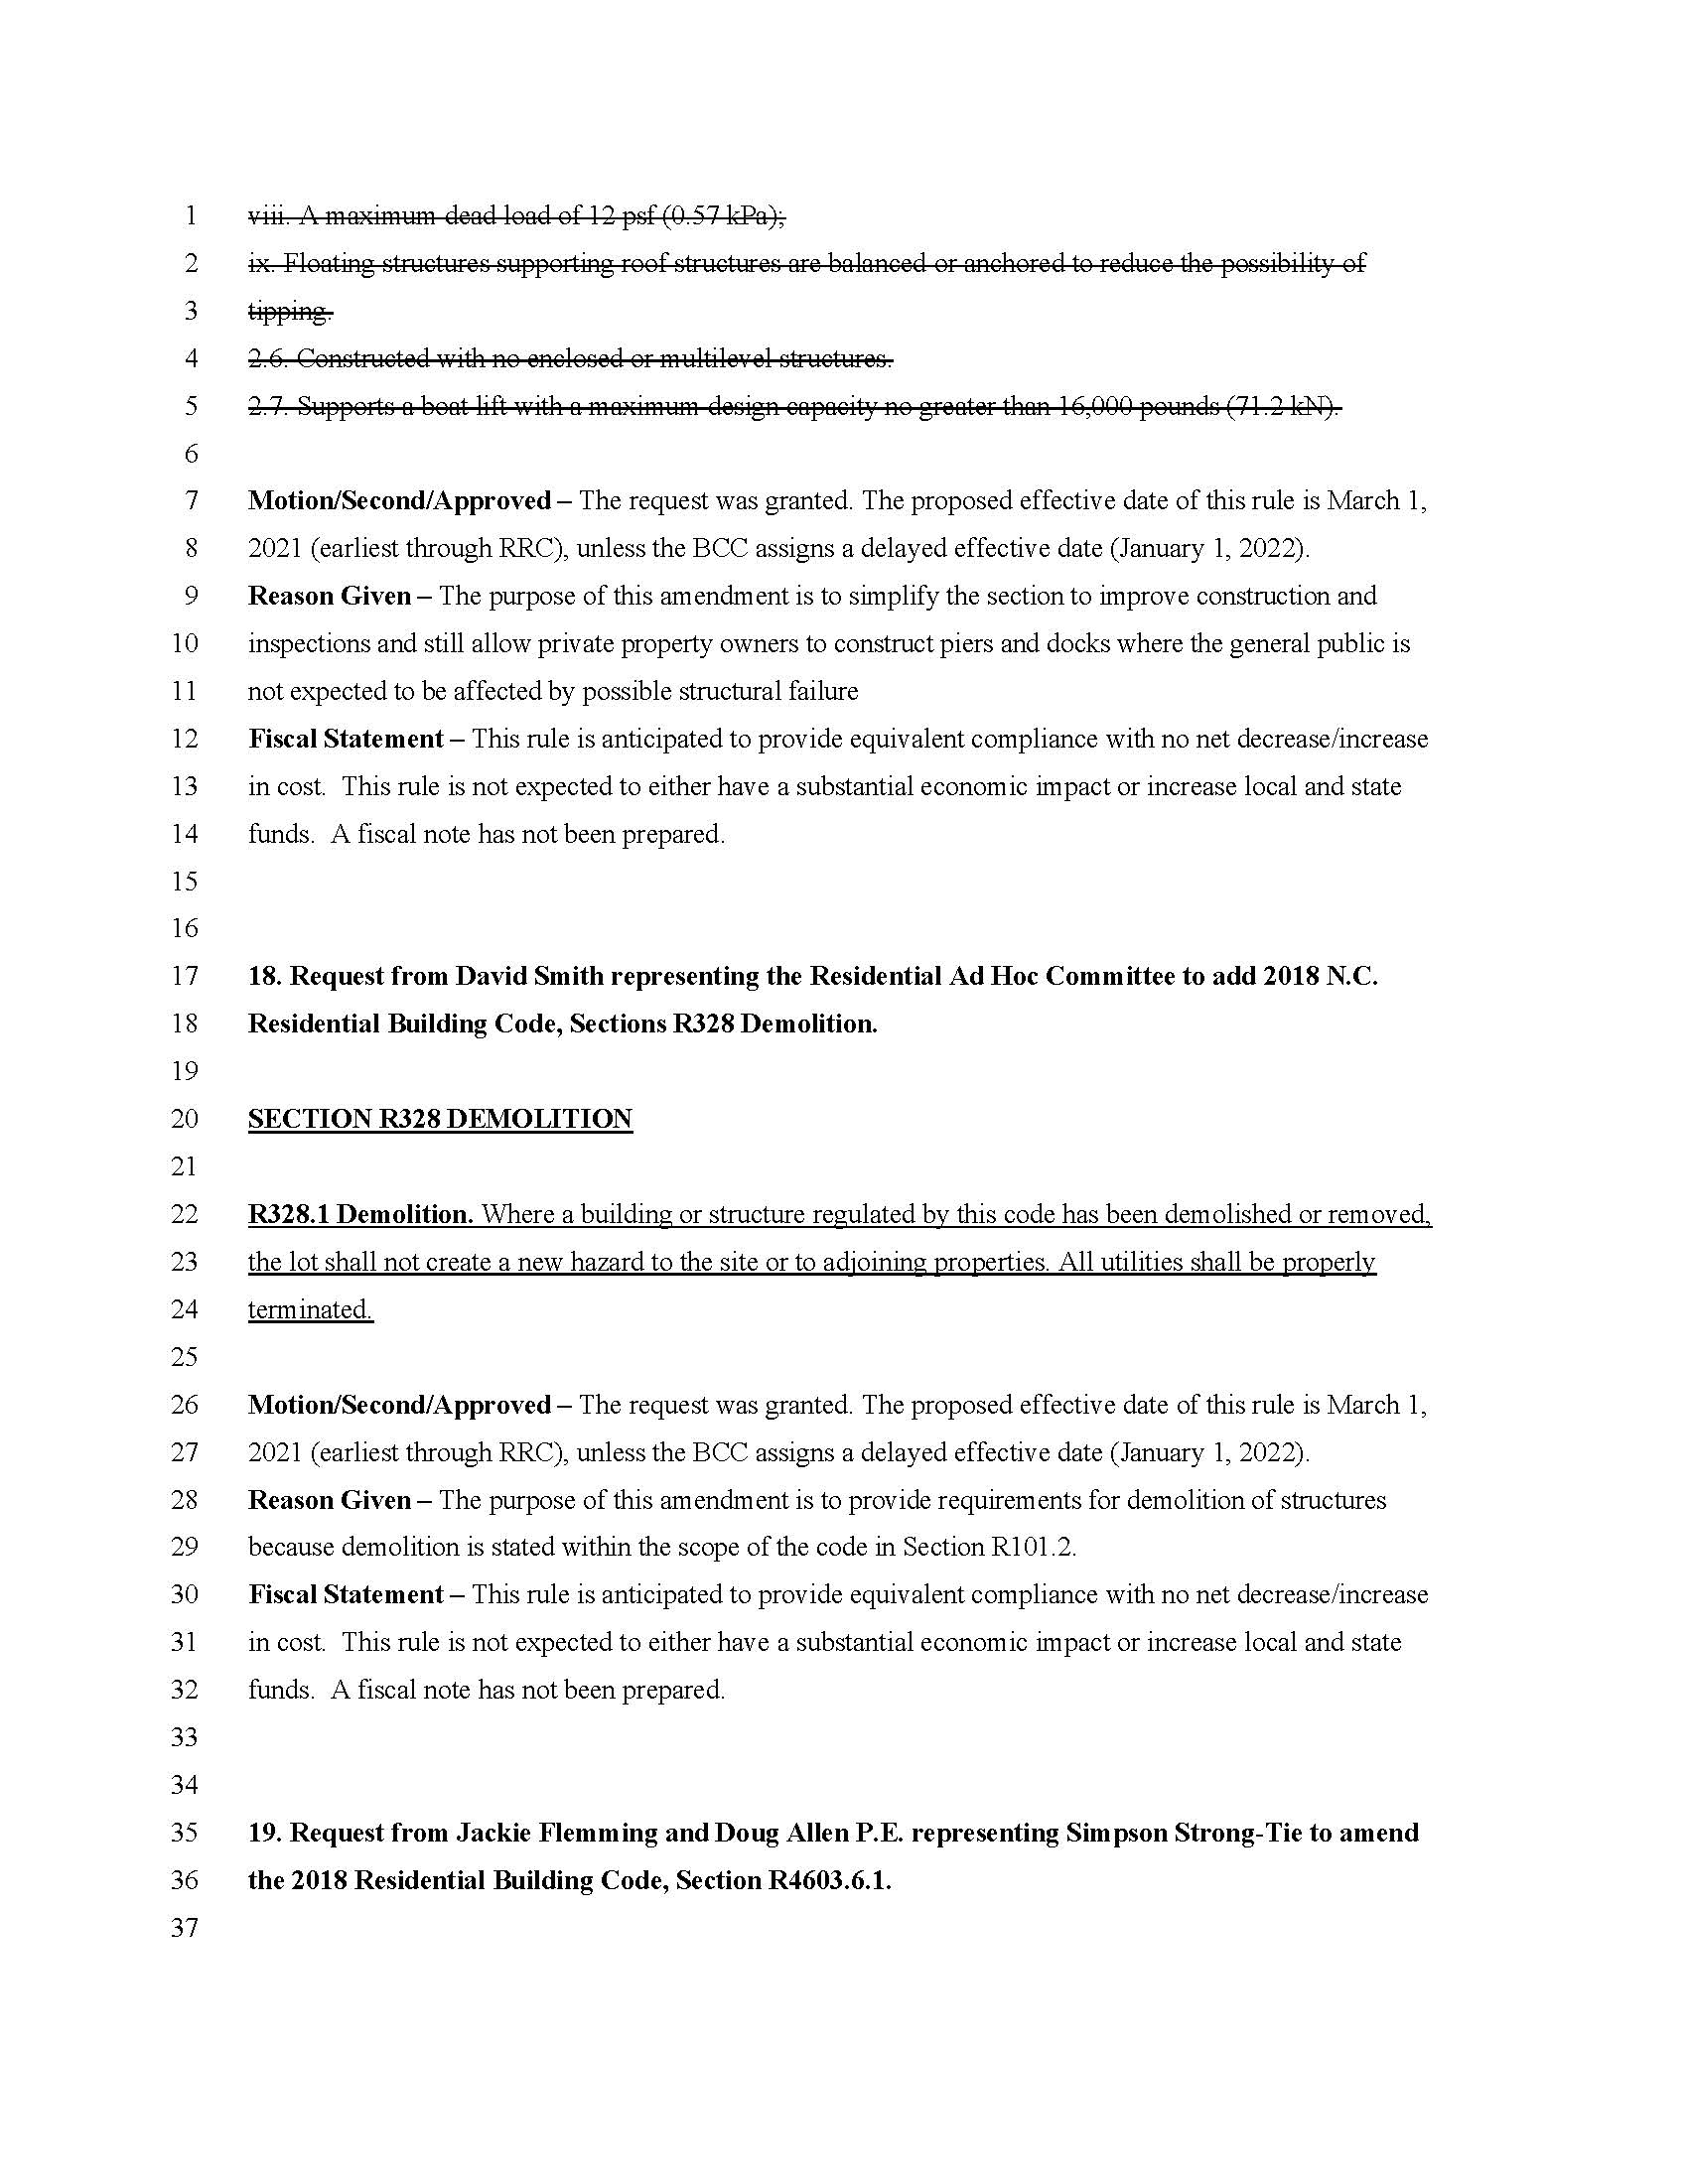 1 viii. A maximum dead load of 12 psf (0.57 kPa);
2 ix. Floating structures supporting roof structures are balanced or anchored to reduce the possibility of
3 tipping.
4 2.6. Constructed with no enclosed or multilevel structures.
5 2.7. Supports a boat lift with a maximum design capacity no greater than 16,000 pounds (71.2 kN).
6
7 Motion/Second/Approved – The request was granted. The proposed effective date of this rule is March 1,
8 2021 (earliest through RRC), unless the BCC assigns a delayed effective date (January 1, 2022).
9 Reason Given – The purpose of this amendment is to simplify the section to improve construction and
10 inspections and still allow private property owners to construct piers and docks where the general public is
11 not expected to be affected by possible structural failure
12 Fiscal Statement – This rule is anticipated to provide equivalent compliance with no net decrease/increase
13 in cost.  This rule is not expected to either have a substantial economic impact or increase local and state
14 funds.  A fiscal note has not been prepared.
15
16
17 18. Request from David Smith representing the Residential Ad Hoc Committee to add 2018 N.C.
18 Residential Building Code, Sections R328 Demolition.
19
20 SECTION R328 DEMOLITION
21
22 R328.1 Demolition. Where a building or structure regulated by this code has been demolished or removed,
23 the lot shall not create a new hazard to the site or to adjoining properties. All utilities shall be properly
24 terminated.
25
26 Motion/Second/Approved – The request was granted. The proposed effective date of this rule is March 1,
27 2021 (earliest through RRC), unless the BCC assigns a delayed effective date (January 1, 2022).
28 Reason Given – The purpose of this amendment is to provide requirements for demolition of structures
29 because demolition is stated within the scope of the code in Section R101.2.
30 Fiscal Statement – This rule is anticipated to provide equivalent compliance with no net decrease/increase
31 in cost.  This rule is not expected to either have a substantial economic impact or increase local and state
32 funds.  A fiscal note has not been prepared.
33
34
35 19. Request from Jackie Flemming and Doug Allen P.E. representing Simpson Strong-Tie to amend
36 the 2018 Residential Building Code, Section R4603.6.1.
37